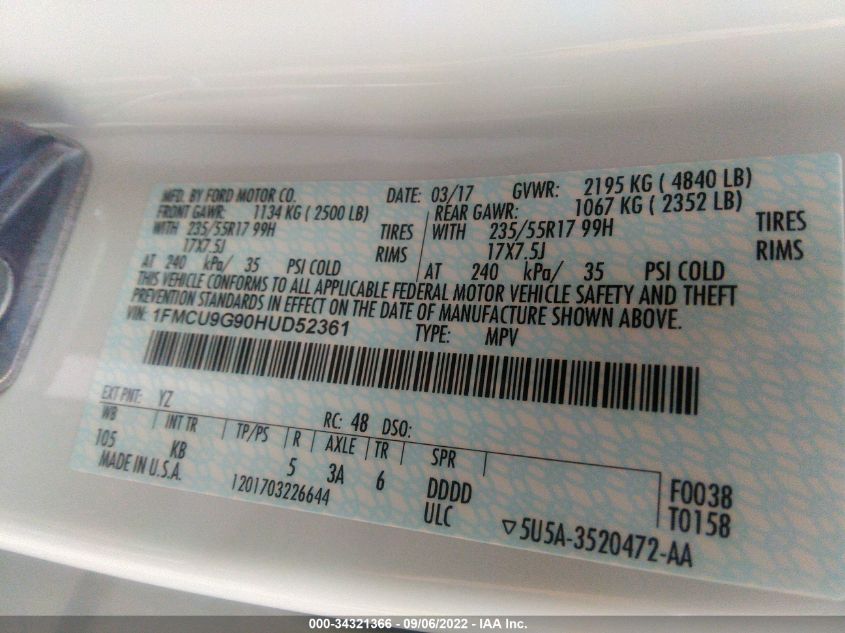 MFD. BY FORD MOTOR CO. DATE: 03/17 GVWR: 2195 KG ( 4840 LB)
FRONT GAWR: 1134 KG ( 2500 LB) REAR GAWR: 1067 KG ( 2352 LB)
WITH 235/55R17 99H TIRES WITH 235/55R17 99H TIRES
17X7.5J RIMS 17X7.5J RIMS
AT 240 kPa/ 35 PSI COLD AT 240 kPa/ 35 PSI COLD
THIS VEHICLE CONFORMS TO ALL APPLICABLE FEDERAL MOTOR VEHICLE SAFETY AND THEFT
PREVENTION STANDARDS IN EFFECT ON THE DATE OF MANUFACTURE SHOWN ABOVE.
VIN: 1FMCU9G90HUD52361 TYPE: MPV
EXT PNT: YZ RC: 48 DSO:
WB INT TR TP/PS R AXLE TR SPR
105 KB 5 3A 6 DDDD F0038
MADE IN U.S.A. 1201703226644 ULC T0158
▽5U5A-3520472-AA
000-34321366 - 09/06/2022 - IAA Inc.